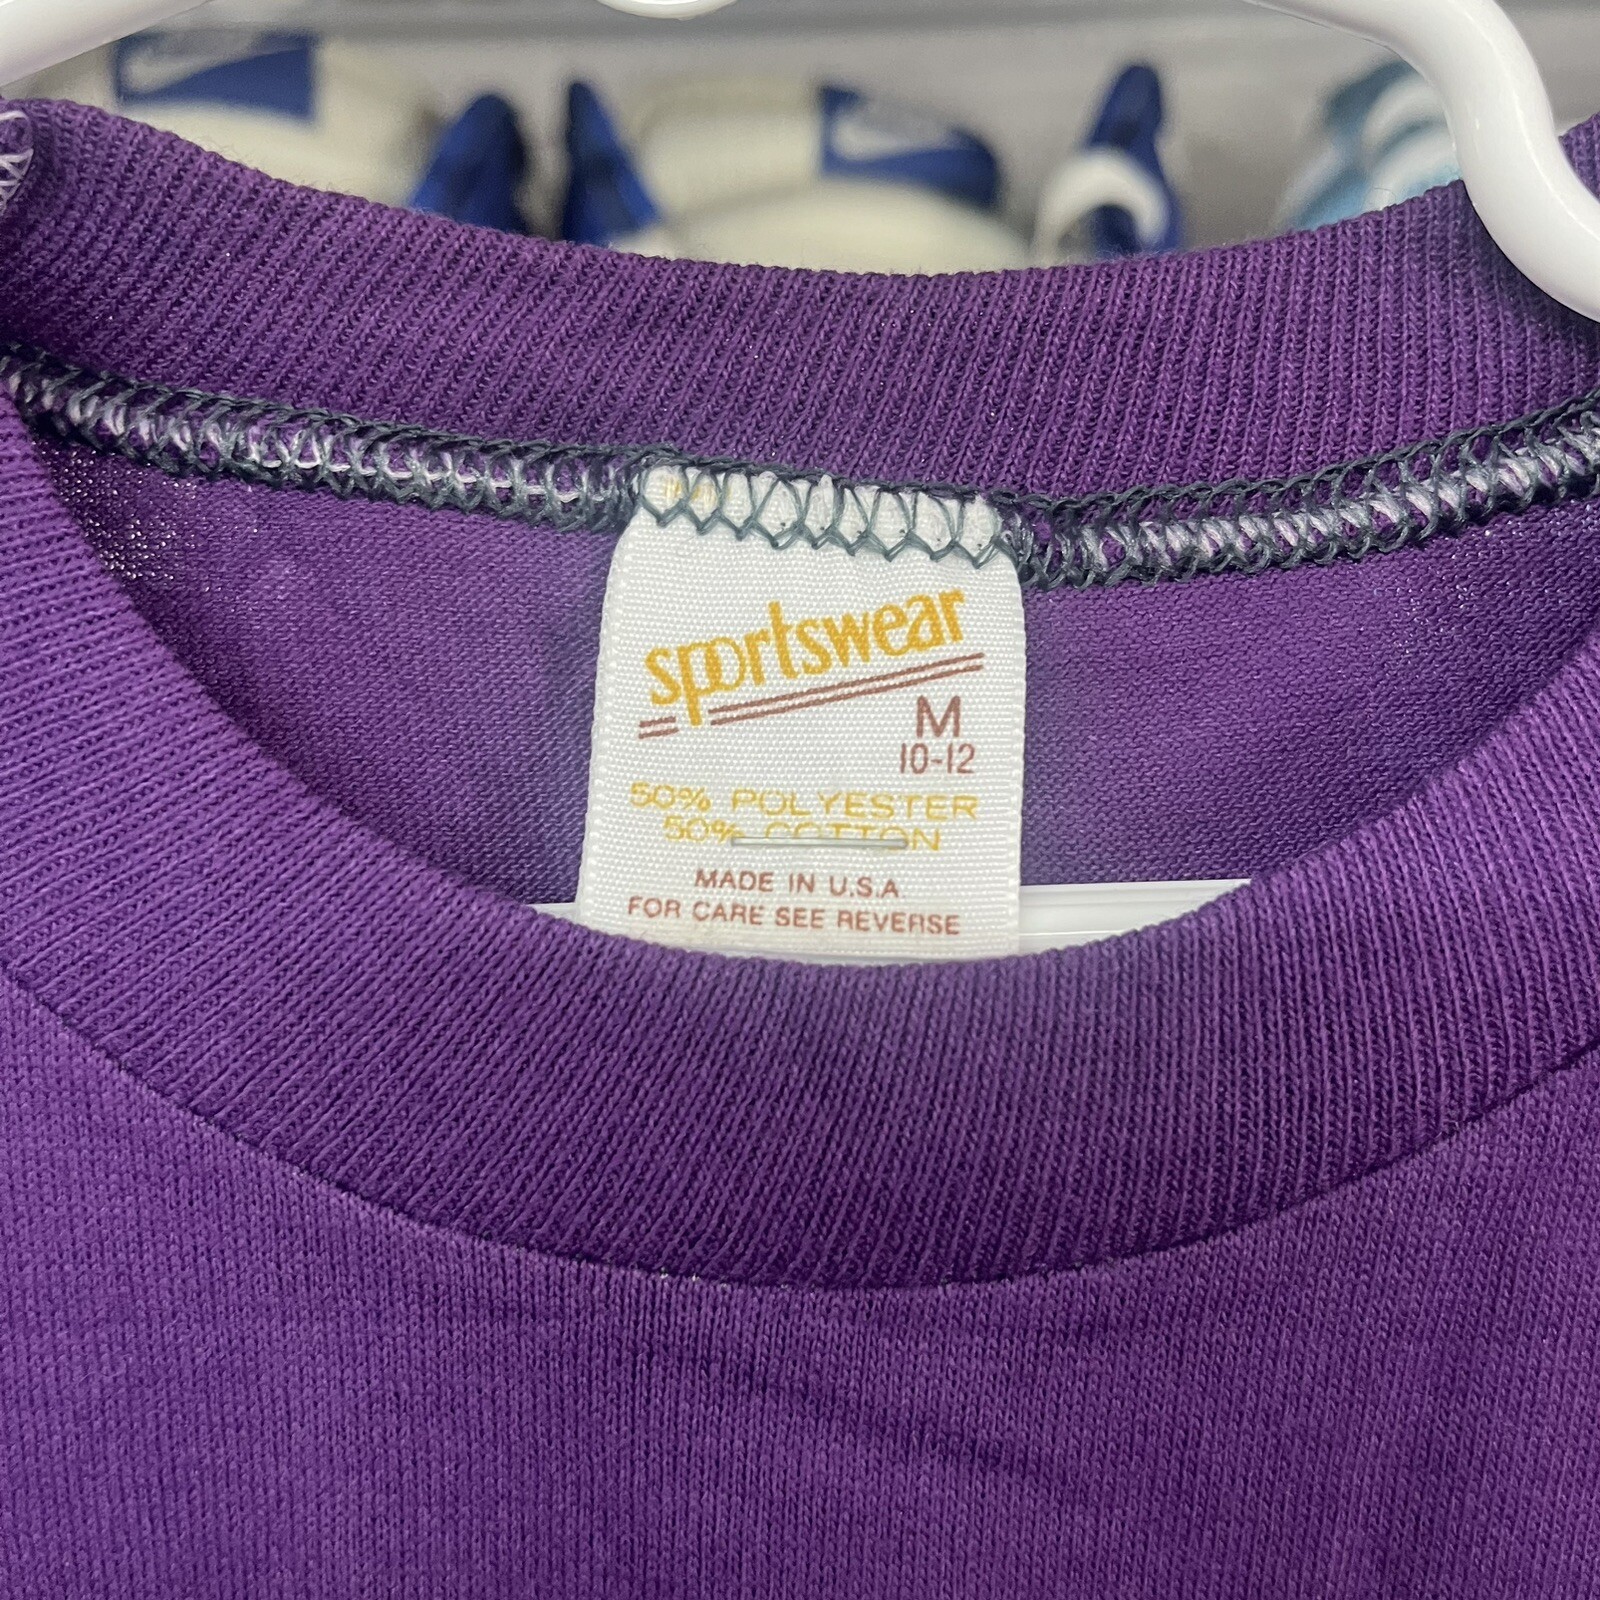 sportswear
M
10-12
50% POLYESTER
50% COTTON
MADE IN U.S.A
FOR CARE SEE REVERSE